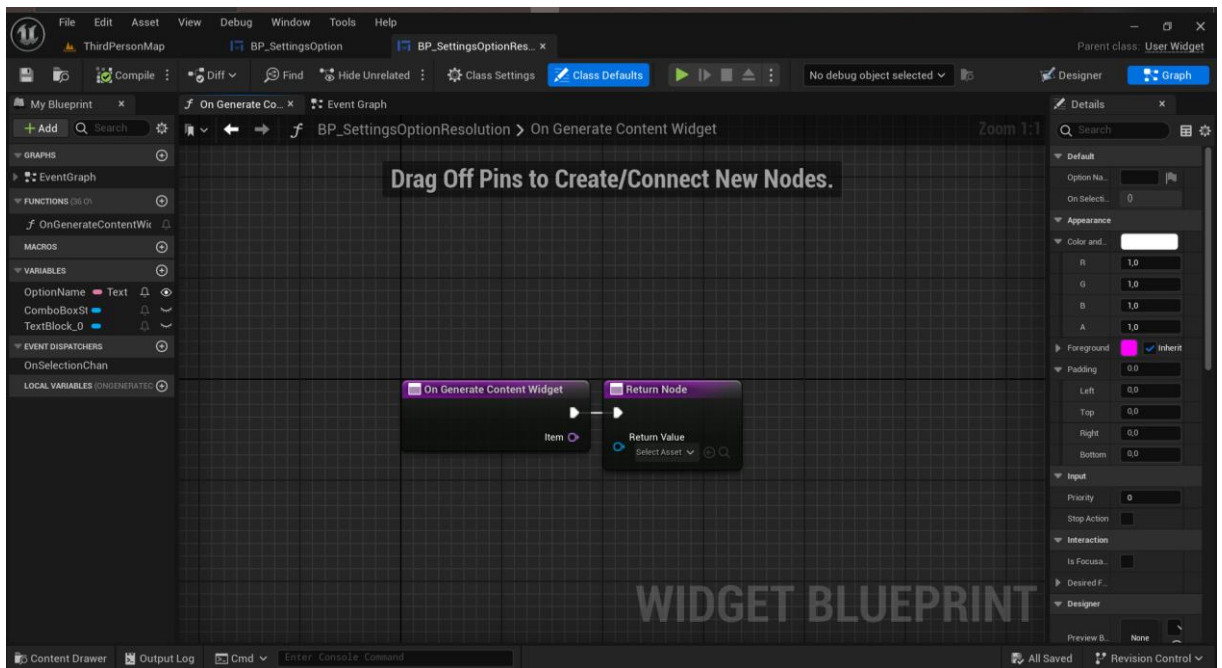 File Edit Asset View Debug Window Tools Help
ThirdPersonMap BP_SettingsOption BP_SettingsOptionRes... × Parent class: User Widget
Compile Diff Find Hide Unrelated Class Settings Class Defaults No debug object selected Designer Graph
My Blueprint × On Generate Co... × Event Graph Details ×
+ Add Search BP_SettingsOptionResolution > On Generate Content Widget Zoom 1:1 Search
Drag Off Pins to Create/Connect New Nodes.
GRAPHS
EventGraph
FUNCTIONS
OnGenerateContentWic
MACROS
VARIABLES
OptionName Text
ComboBoxSt
TextBlock_0
EVENT DISPATCHERS
OnSelectionChan
LOCAL VARIABLES (ONGENERATEC
On Generate Content Widget Return Node
Item Return Value
Select Asset
WIDGET BLUEPRINT
Default
Option Na...
On Selecti... 0
Appearance
Color and...
R 1,0
G 1,0
B 1,0
A 1,0
Foreground Inherit
Padding 0.0
Left 0,0
Top 0,0
Right 0,0
Bottom 0,0
Input
Priority 0
Stop Action
Interaction
Is Focusa...
Desired F...
Designer
Preview B... None
Content Drawer Output Log Cmd Enter Console Command All Saved Revision Control